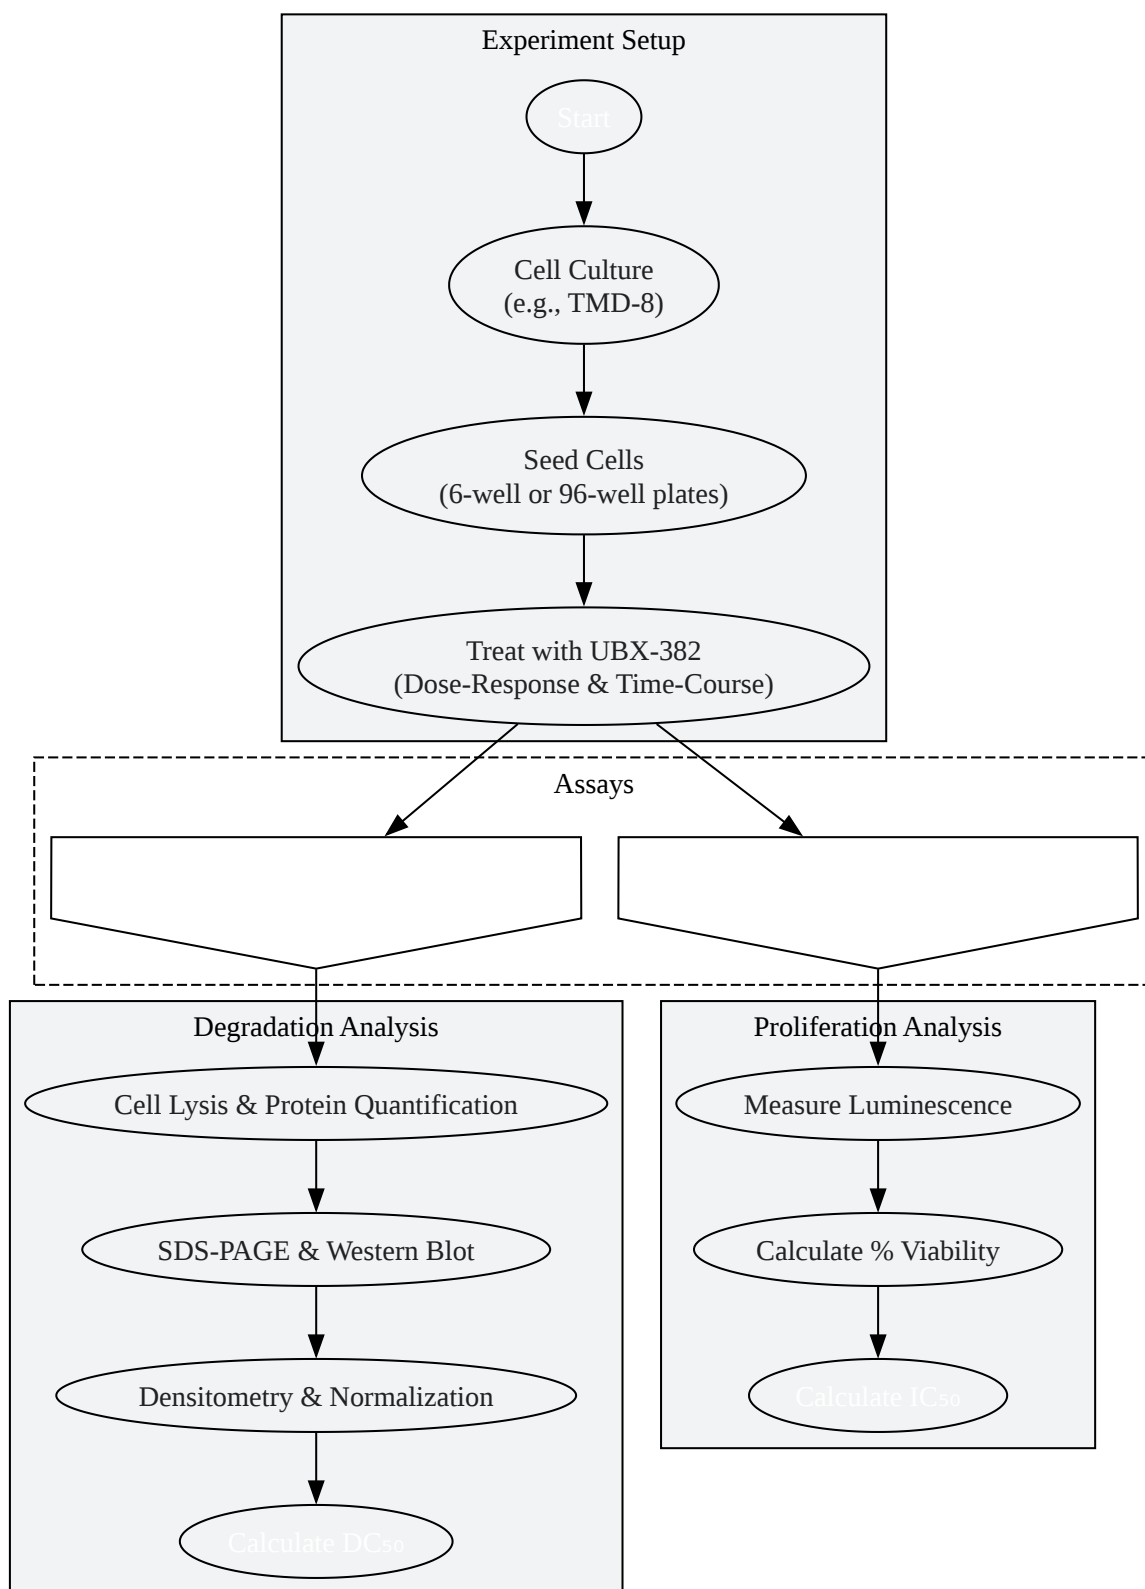 Experiment Setup
Start
Cell Culture
(e.g., TMD-8)
Seed Cells
(6-well or 96-well plates)
Treat with UBX-382
(Dose-Response & Time-Course)
Assays
Degradation Analysis
Cell Lysis & Protein Quantification
SDS-PAGE & Western Blot
Densitometry & Normalization
Calculate DC₅₀
Proliferation Analysis
Measure Luminescence
Calculate % Viability
Calculate IC₅₀